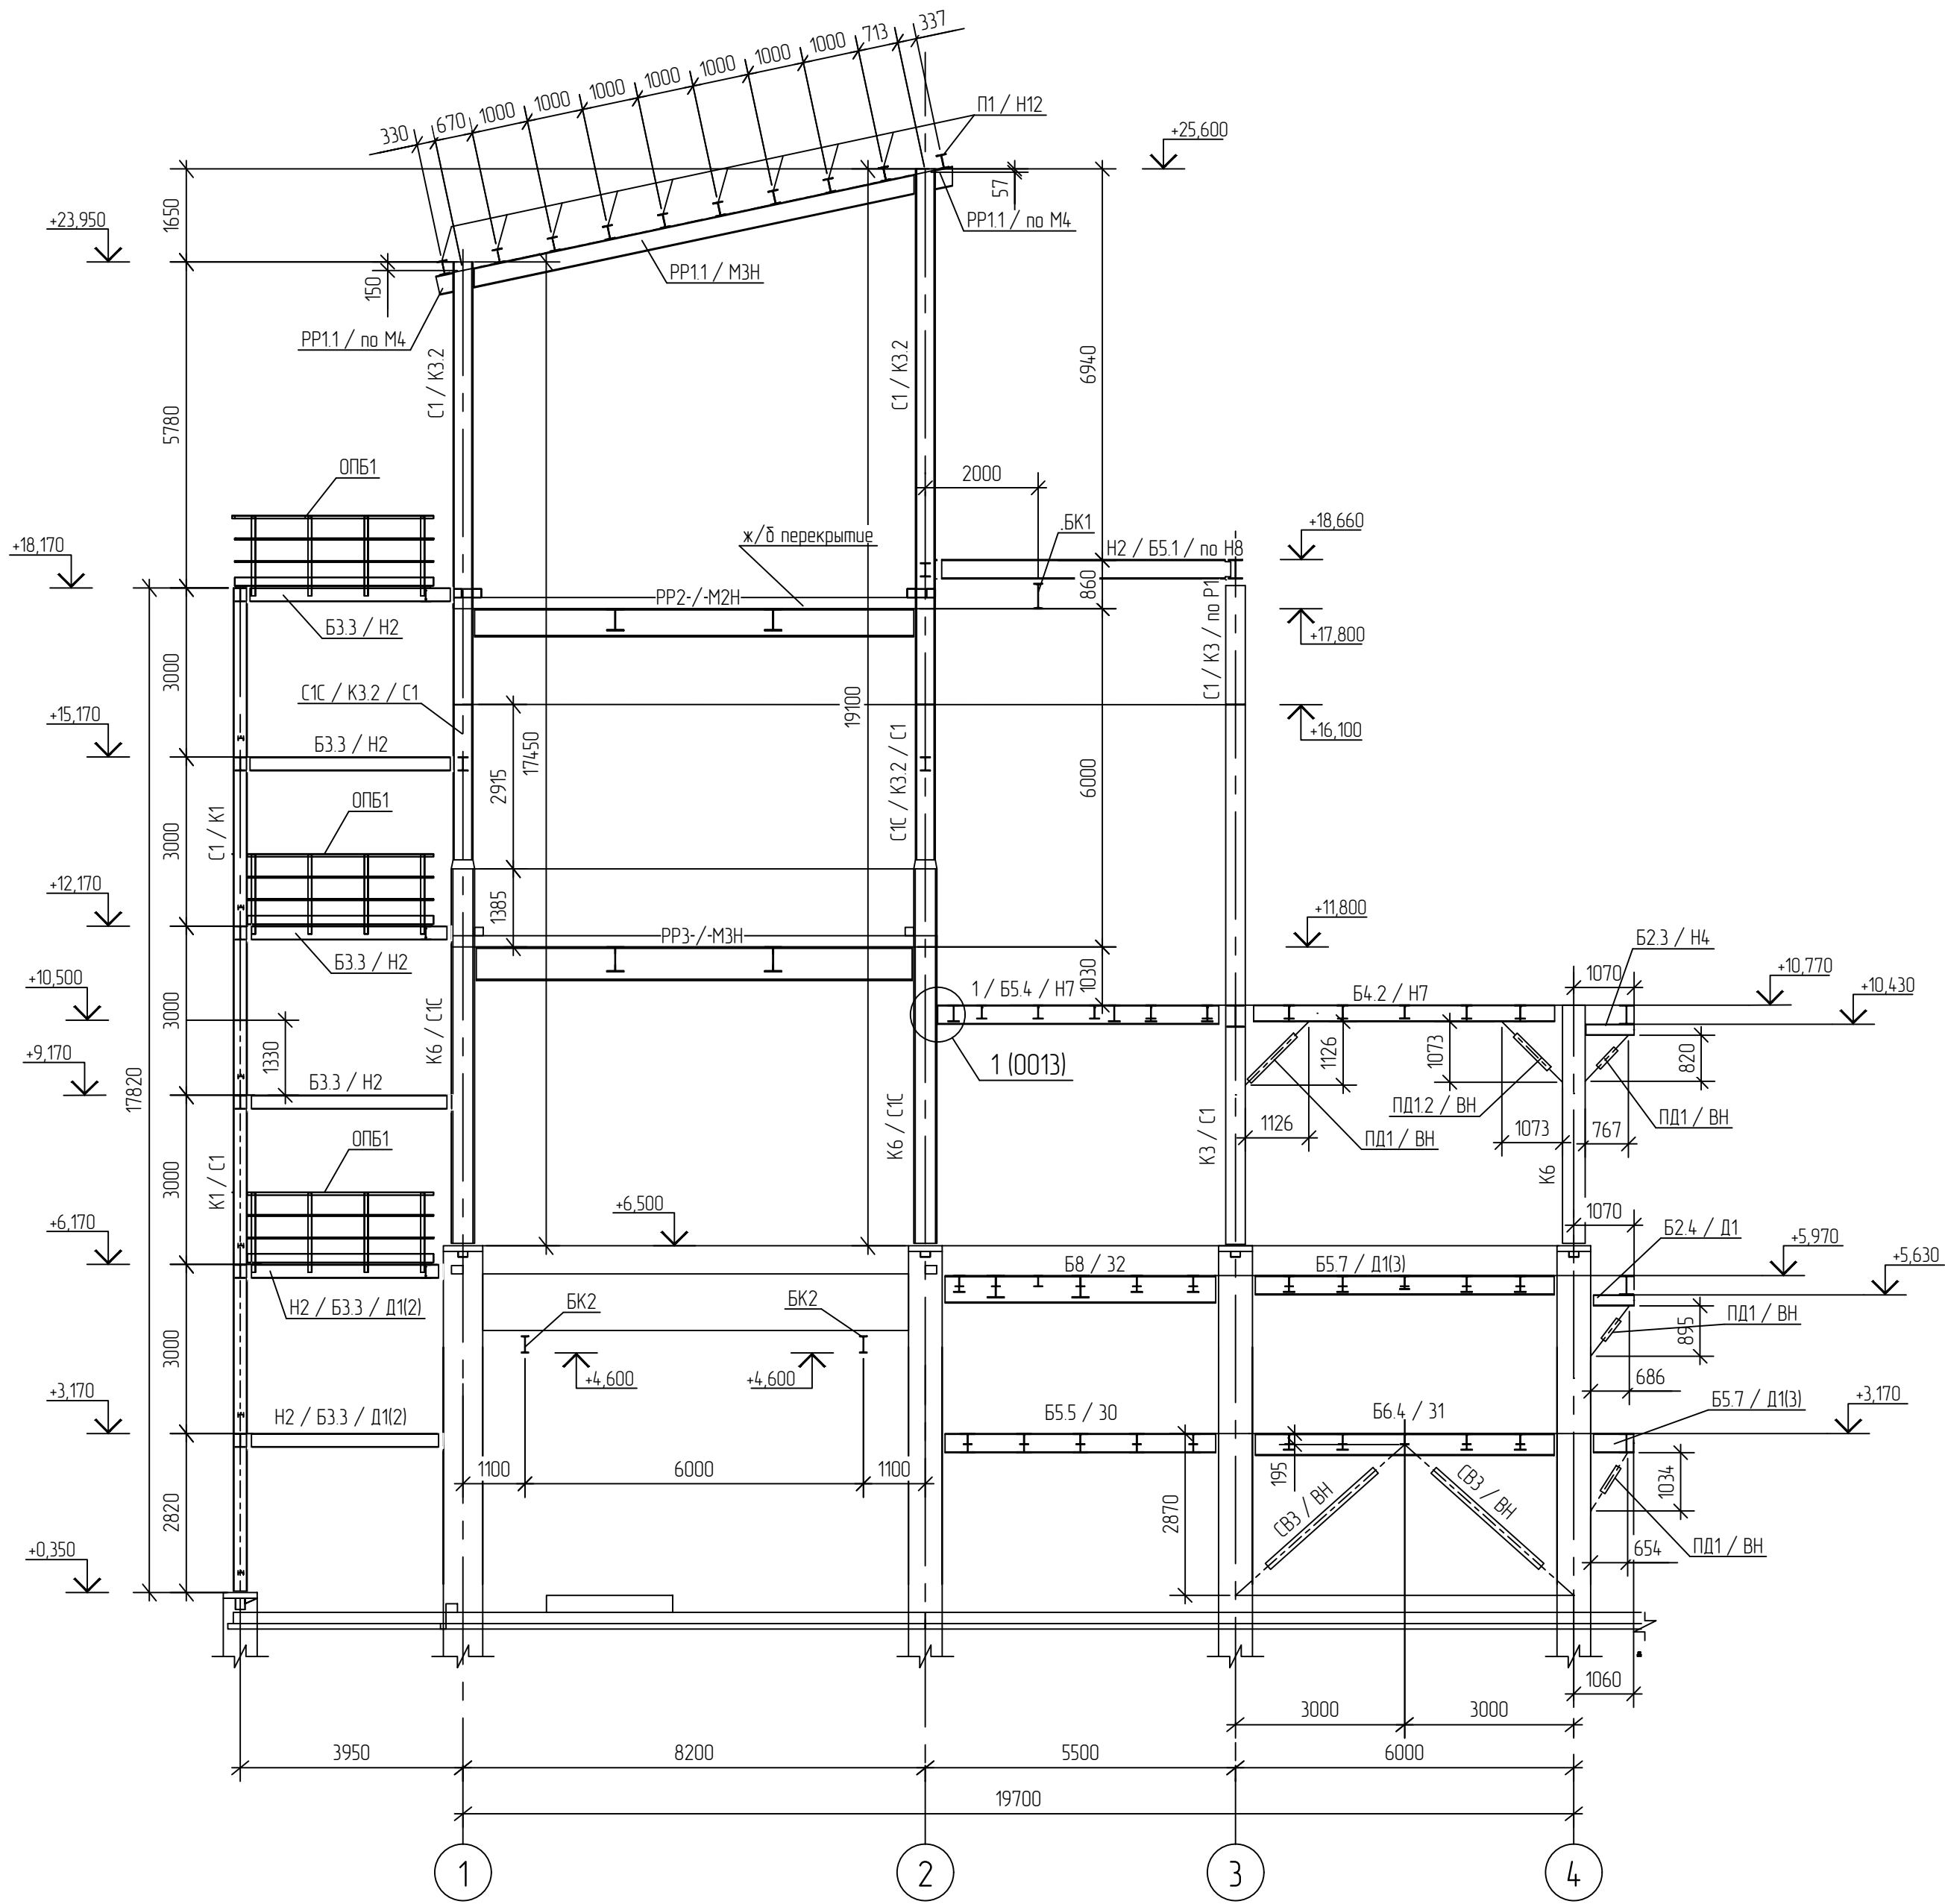 330
670
1000
1000
1000
1000
1000
1000
1000
713
337
П1 / Н12
+25,600
57
РР1.1 / по М4
РР1.1 / М3Н
+23,950
1650
150
РР1.1 / по М4
С1 / К3.2
С1 / К3.2
6940
5780
ОПБ1
2000
.БК1
+18,660
Н2 / Б5.1 / по Н8
+18,170
ж/б перекрытие
РР2-/-М2Н
860
+17,800
Б3.3 / Н2
3000
С1С / К3.2 / С1
19100
С1 / К3 / по Р1
+16,100
+15,170
Б3.3 / Н2
17450
2915
С1С / К3.2 / С1
6000
ОПБ1
С1 / К1
3000
+12,170
1385
+11,800
РР3-/-М3Н
Б3.3 / Н2
Б2.3 / Н4
1070
+10,770
+10,430
+10,500
3000
1030
1 / Б5.4 / Н7
Б4.2 / Н7
1330
К6 / С1С
1 (0013)
1126
1073
820
+9,170
Б3.3 / Н2
17820
ПД1.2 / ВН
ПД1 / ВН
1126
ПД1 / ВН
1073
767
К6 / С1С
К3 / С1
К6
ОПБ1
К1 / С1
3000
+6,500
+6,170
1070
Б2.4 / Д1
+5,970
+5,630
Б8 / 32
Б5.7 / Д1(3)
Н2 / Б3.3 / Д1(2)
БК2
БК2
ПД1 / ВН
895
3000
+4,600
+4,600
686
+3,170
Н2 / Б3.3 / Д1(2)
Б5.5 / 30
Б6.4 / 31
Б5.7 / Д1(3)
+3,170
1100
6000
1100
195
2870
СВ3 / ВН
СВ3 / ВН
1034
2820
+0,350
654
ПД1 / ВН
1060
3000
3000
3950
8200
5500
6000
19700
1
2
3
4